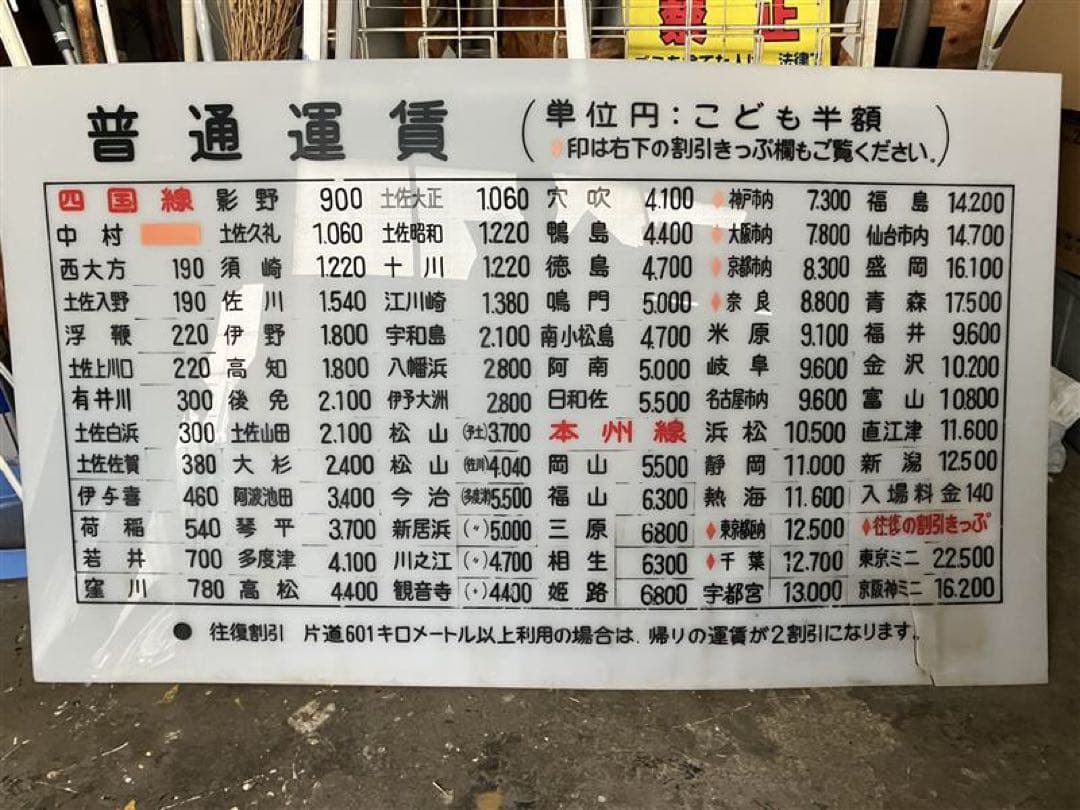 禁止
普通運賃
(単位円：こども半額
♦印は右下の割引きっぷ欄もご覧ください。)
四国線 影野 900 土佐大正 1.060 穴吹 4.100 ♦神戸市内 7.300 福島 14.200
中村 土佐久礼 1.060 土佐昭和 1.220 鴨島 4.400 ♦大阪市内 7.800 仙台市内 14.700
西大方 190 須崎 1.220 十川 1.220 徳島 4.700 ♦京都市内 8.300 盛岡 16.100
土佐入野 190 佐川 1.540 江川崎 1.380 鳴門 5.000 ♦奈良 8.800 青森 17.500
浮鞭 220 伊野 1.800 宇和島 2.100 南小松島 4.700 米原 9.100 福井 9.600
土佐上川口 220 高知 1.800 八幡浜 2.800 阿南 5.000 岐阜 9.600 金沢 10.200
有井川 300 後免 2.100 伊予大洲 2.800 日和佐 5.500 名古屋市内 9.600 富山 10.800
土佐白浜 300 土佐山田 2.100 松山 (予土)3.700 本州線 浜松 10.500 直江津 11.600
土佐佐賀 380 大杉 2.400 松山 (佐川)4.040 岡山 5500 静岡 11.000 新潟 12.500
伊与喜 460 阿波池田 3.400 今治 (多度津)5500 福山 6.300 熱海 11.600 入場料金 140
荷稲 540 琴平 3.700 新居浜 (〃)5.000 三原 6800 ♦東京都内 12.500 ♦往復の割引きっぷ
若井 700 多度津 4.100 川之江 (〃)4.700 相生 6300 ♦千葉 12.700 東京ミニ 22.500
窪川 780 高松 4.400 観音寺 (〃)4.400 姫路 6.800 宇都宮 13.000 京阪神ミニ 16.200
● 往復割引 片道601キロメートル以上利用の場合は、帰りの運賃が2割引になります。